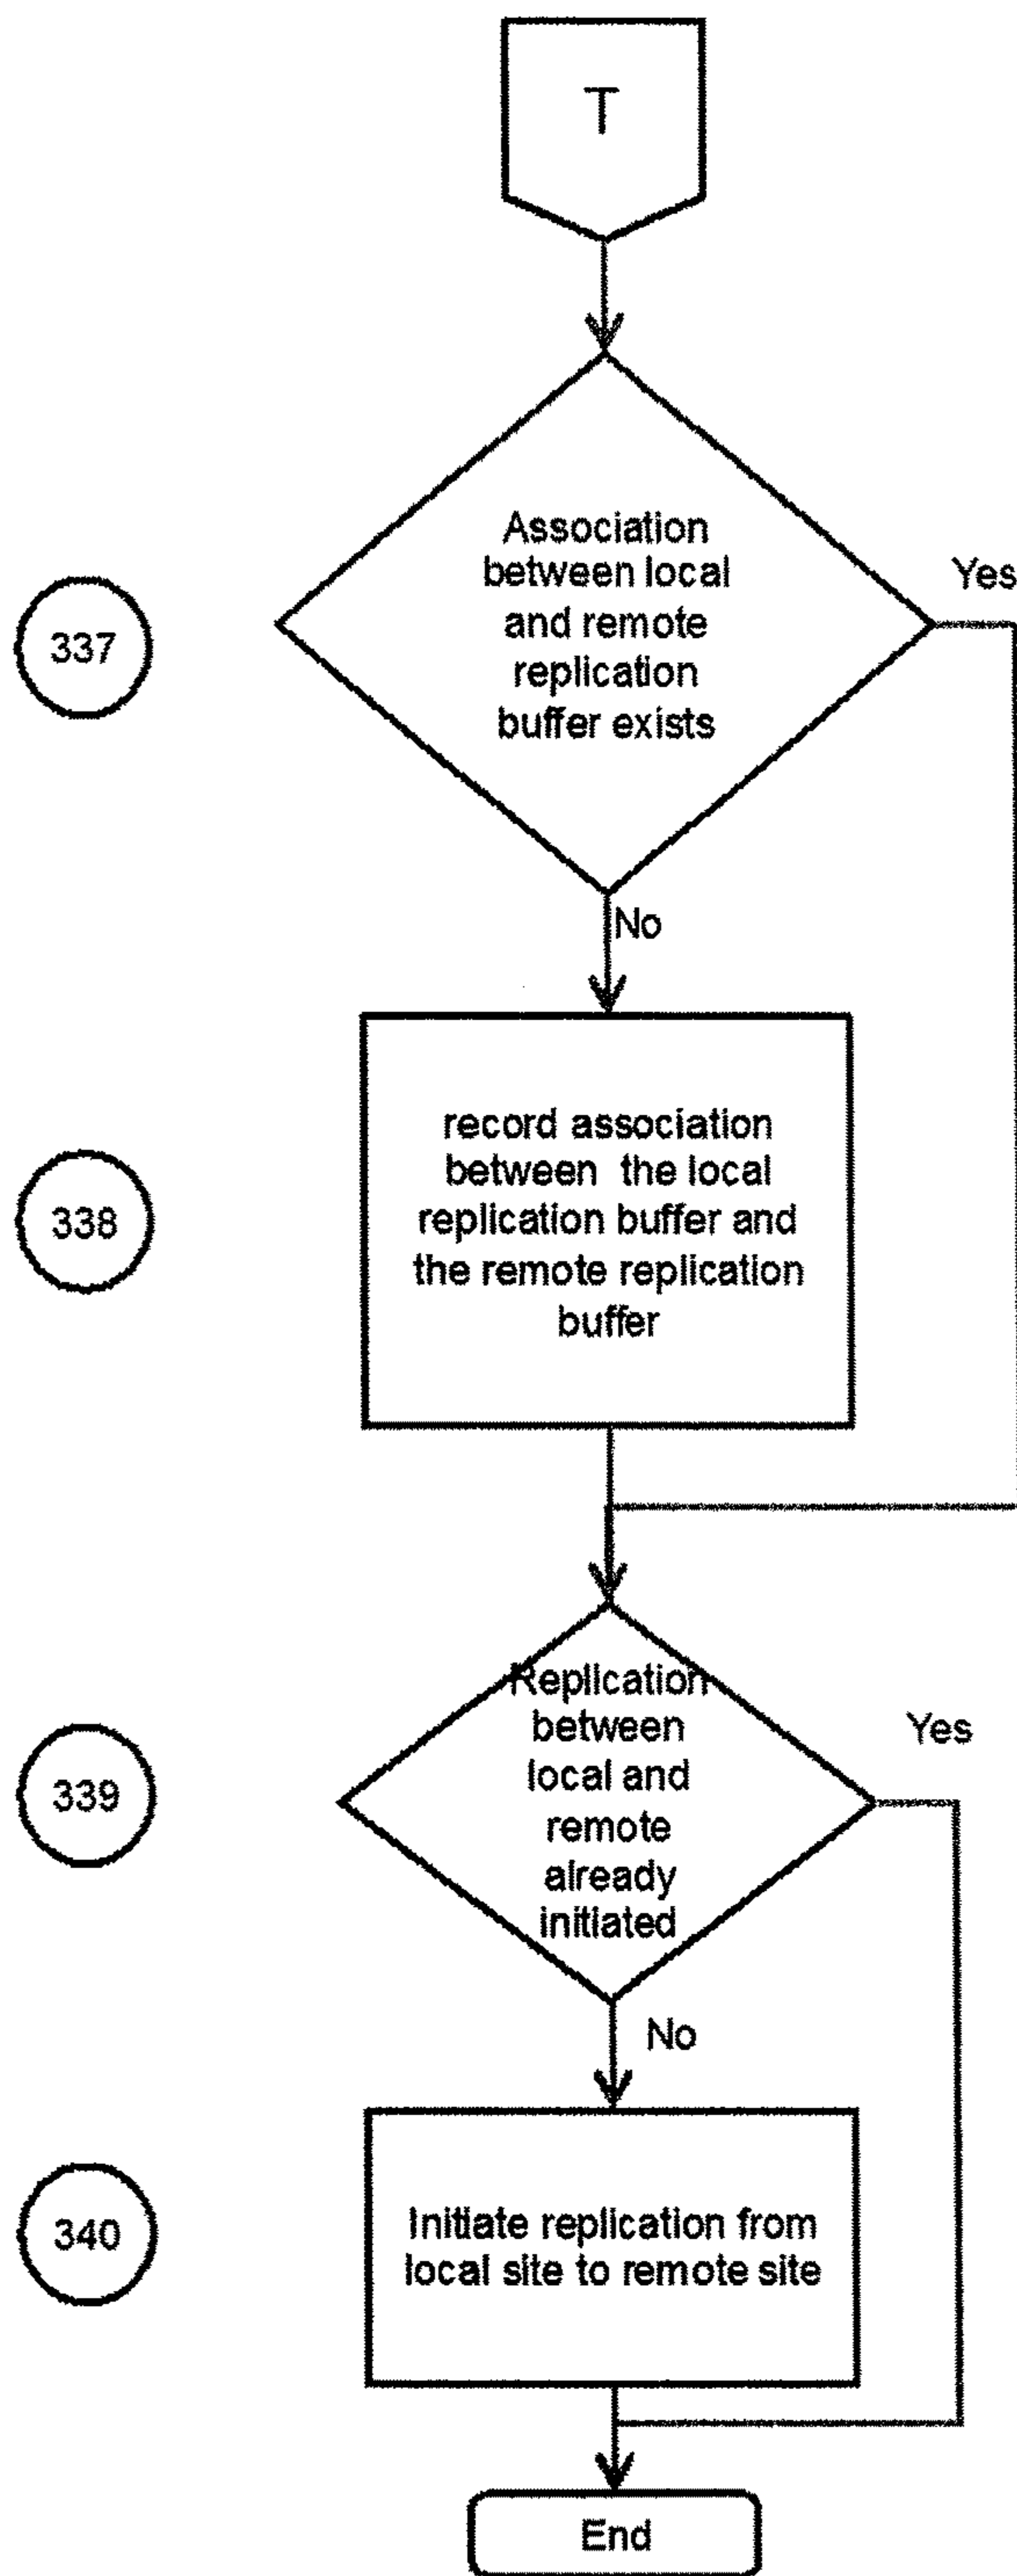 T
Association
between local
and remote
replication
buffer exists
Yes
337
No
record association
between the local
replication buffer and
the remote replication
buffer
338
Replication
between
local and
remote
already
initiated
Yes
339
No
Initiate replication from
local site to remote site
340
End